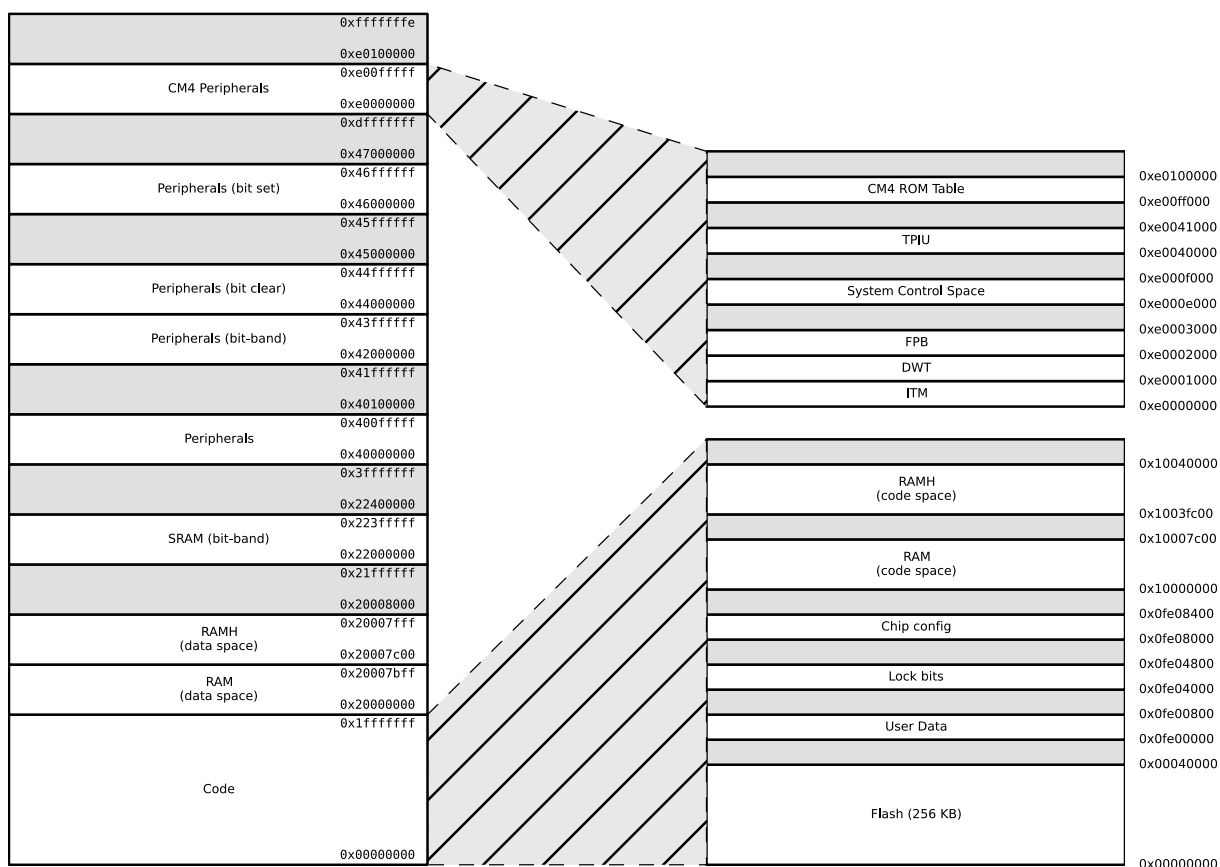 0xfffffffe
0xe0100000
0xe00fffff
CM4 Peripherals
0xe0000000
0xdfffffff
0x47000000
0x46ffffff
Peripherals (bit set)
0x46000000
0x45ffffff
0x45000000
0x44ffffff
Peripherals (bit clear)
0x44000000
0x43ffffff
Peripherals (bit-band)
0x42000000
0x41ffffff
0x40100000
0x400fffff
Peripherals
0x40000000
0x3fffffff
0x22400000
0x223fffff
SRAM (bit-band)
0x22000000
0x21ffffff
0x20008000
0x20007fff
RAMH
(data space)
0x20007c00
0x20007bff
RAM
(data space)
0x20000000
0x1fffffff
Code
0x00000000
0xe0100000
CM4 ROM Table
0xe00ff000
0xe0041000
TPIU
0xe0040000
0xe000f000
System Control Space
0xe000e000
0xe0003000
FPB
0xe0002000
DWT
0xe0001000
ITM
0xe0000000
0x10040000
RAMH
(code space)
0x1003fc00
0x10007c00
RAM
(code space)
0x10000000
0x0fe08400
Chip config
0x0fe08000
0x0fe04800
Lock bits
0x0fe04000
0x0fe00800
User Data
0x0fe00000
0x00040000
Flash (256 KB)
0x00000000